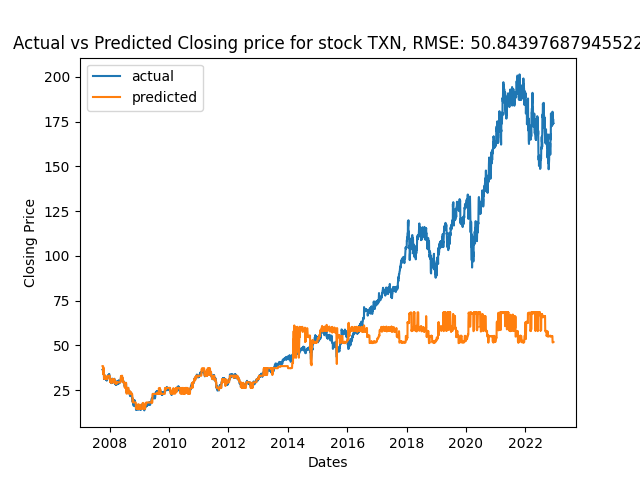 Actual vs Predicted Closing price for stock TXN, RMSE: 50.84397687945522
actual
predicted
200
175
150
125
100
75
50
25
Closing Price
2008 2010 2012 2014 2016 2018 2020 2022
Dates